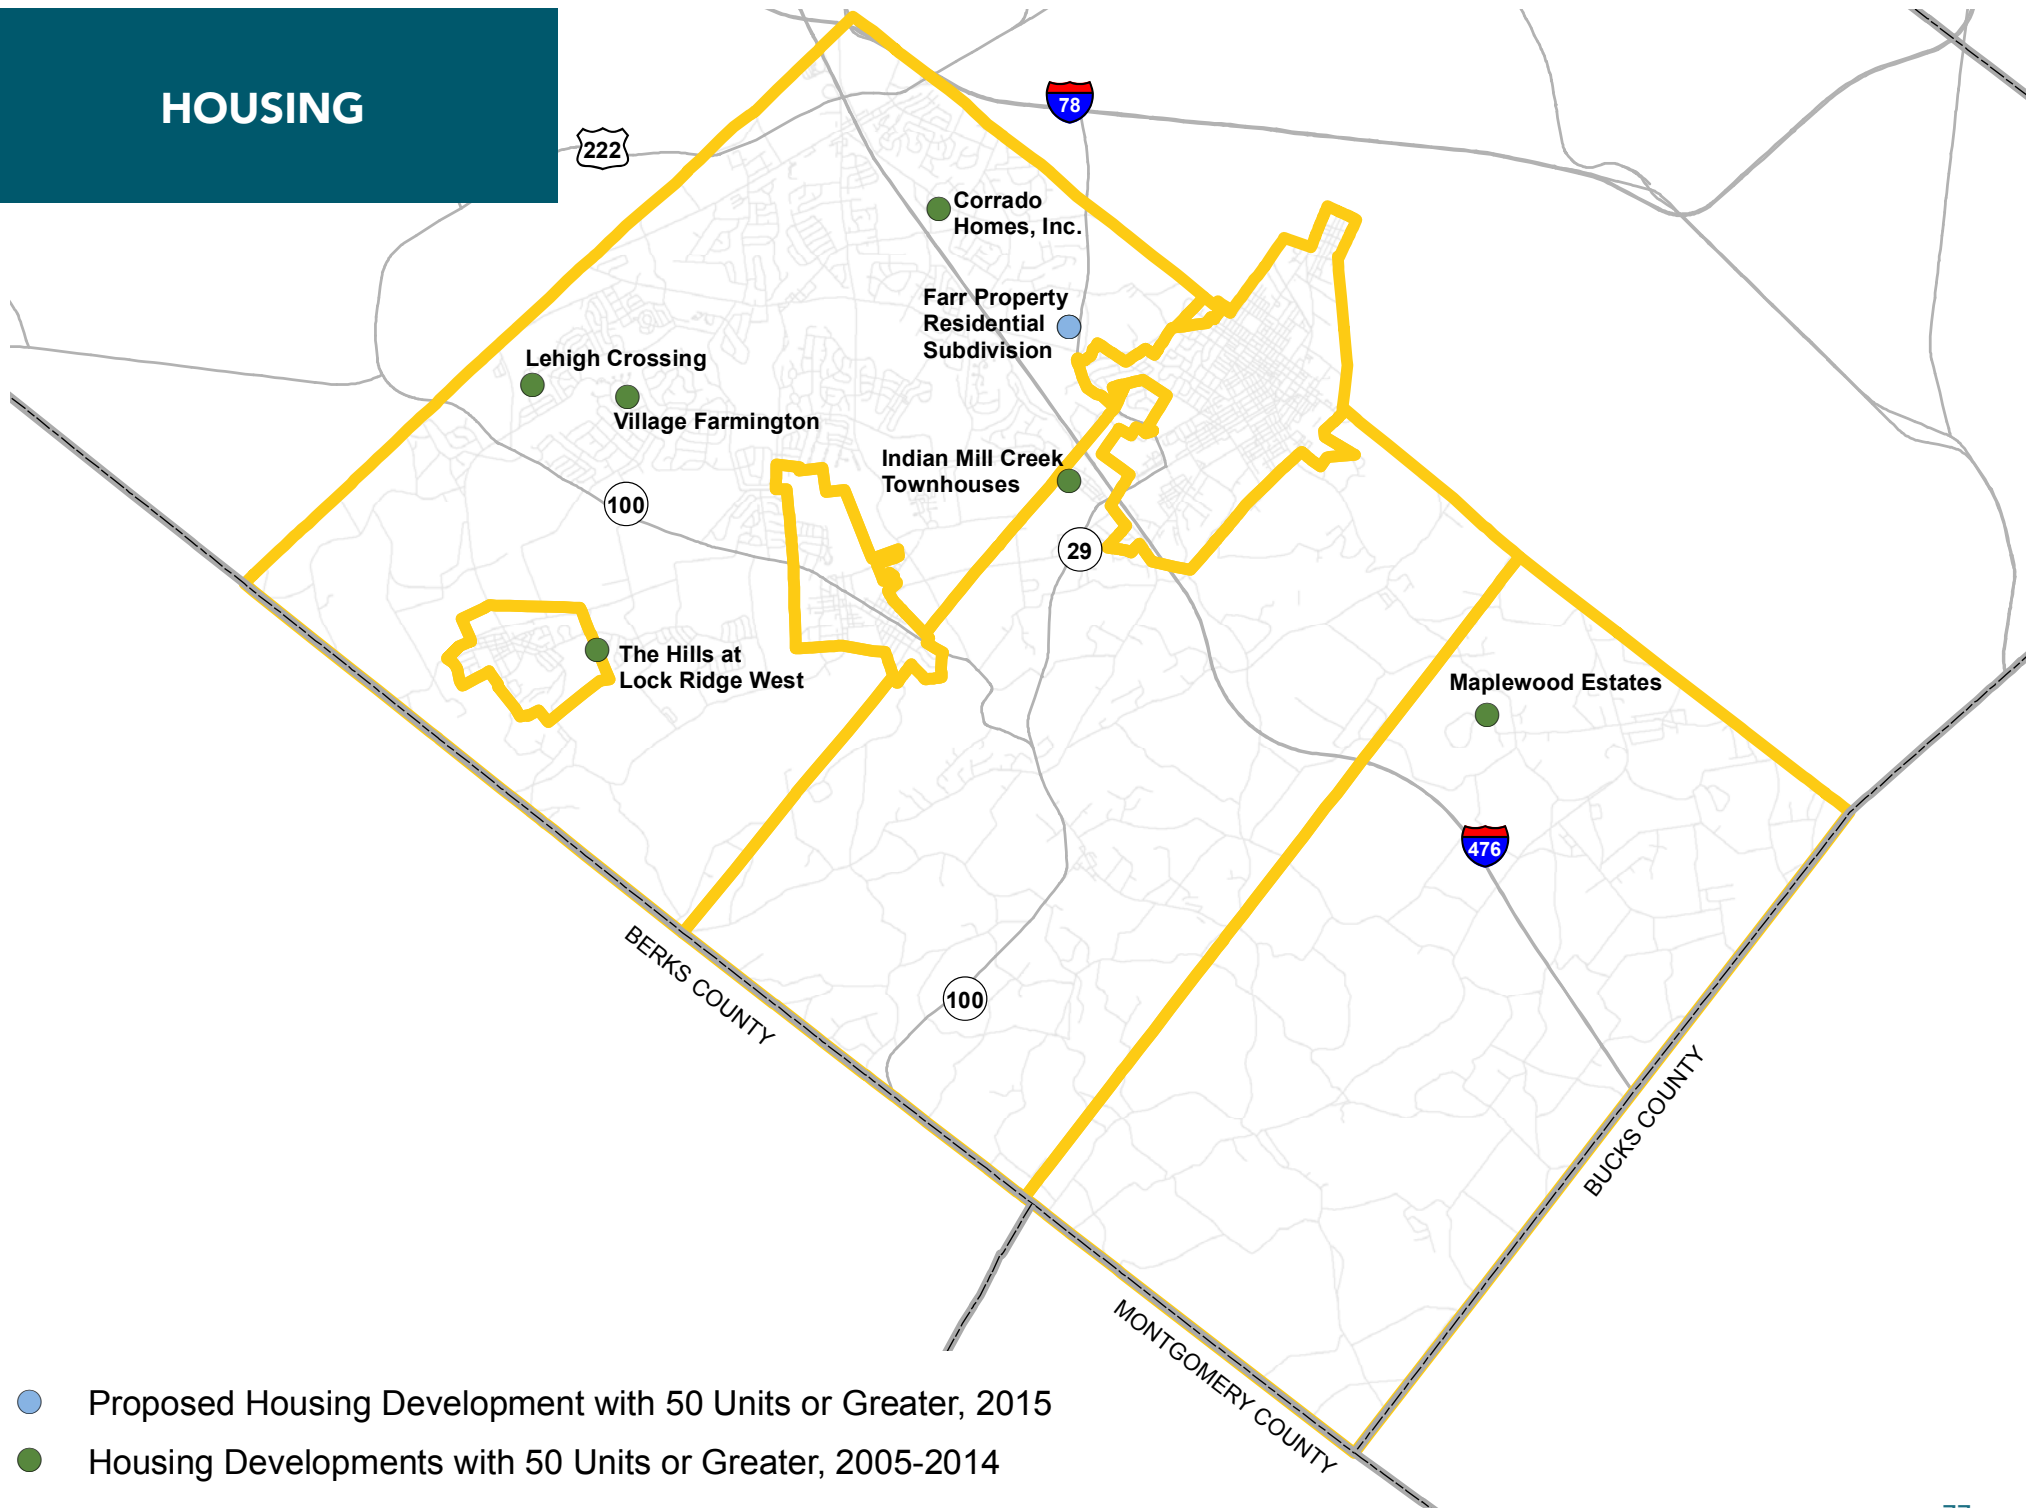 HOUSING
78
222
Corrado
Homes, Inc.
Farr Property
Residential
Subdivision
Lehigh Crossing
Village Farmington
Indian Mill Creek
Townhouses
100
29
The Hills at
Lock Ridge West
Maplewood Estates
476
BERKS COUNTY
100
BUCKS COUNTY
MONTGOMERY COUNTY
Proposed Housing Development with 50 Units or Greater, 2015
Housing Developments with 50 Units or Greater, 2005-2014